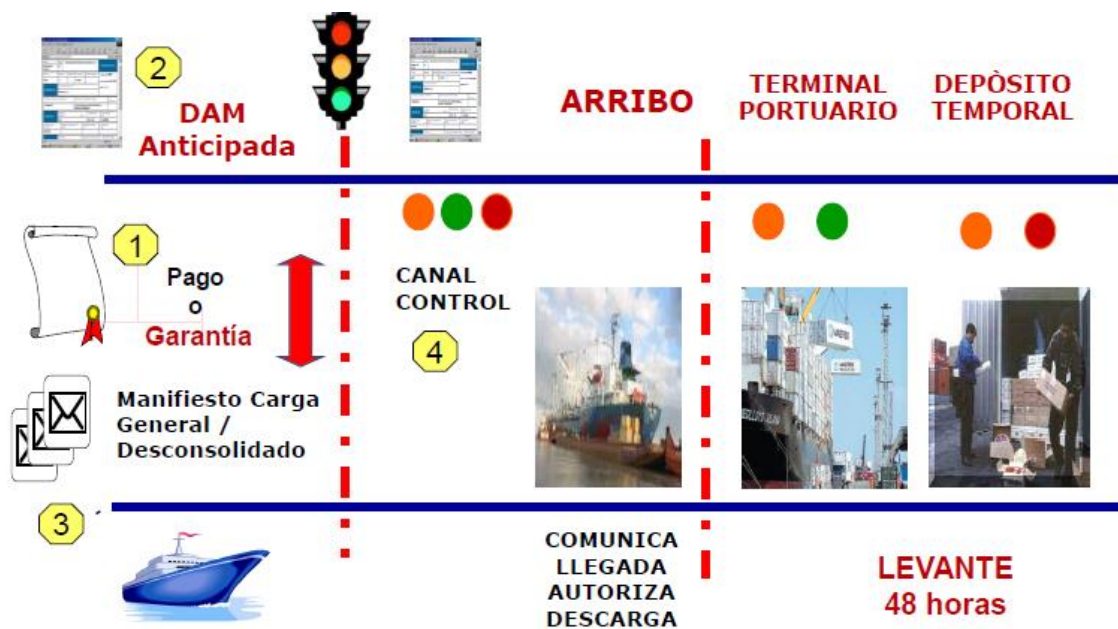 2
DAM
Anticipada
ARRIBO
TERMINAL
PORTUARIO
DEPÒSITO
TEMPORAL
1
Pago
o
Garantía
CANAL
CONTROL
4
Manifiesto Carga
General /
Desconsolidado
3
COMUNICA
LLEGADA
AUTORIZA
DESCARGA
LEVANTE
48 horas